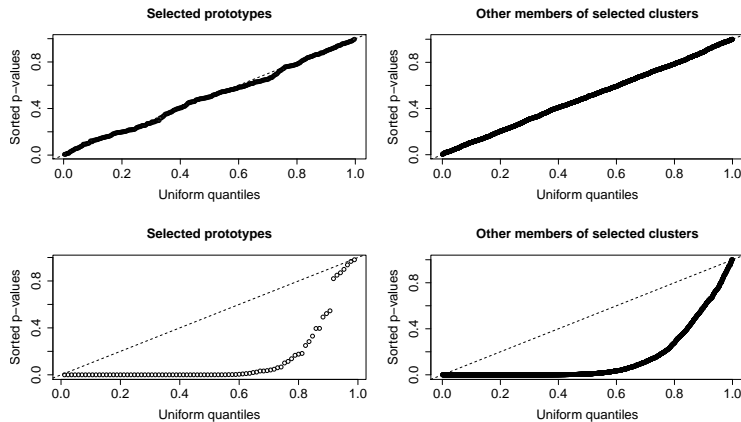 Selected prototypes
Sorted p−values
0.0 0.4 0.8
0.0 0.2 0.4 0.6 0.8 1.0
Uniform quantiles
Other members of selected clusters
Sorted p−values
0.0 0.4 0.8
0.0 0.2 0.4 0.6 0.8 1.0
Uniform quantiles
Selected prototypes
Sorted p−values
0.0 0.4 0.8
0.0 0.2 0.4 0.6 0.8 1.0
Uniform quantiles
Other members of selected clusters
Sorted p−values
0.0 0.4 0.8
0.0 0.2 0.4 0.6 0.8 1.0
Uniform quantiles